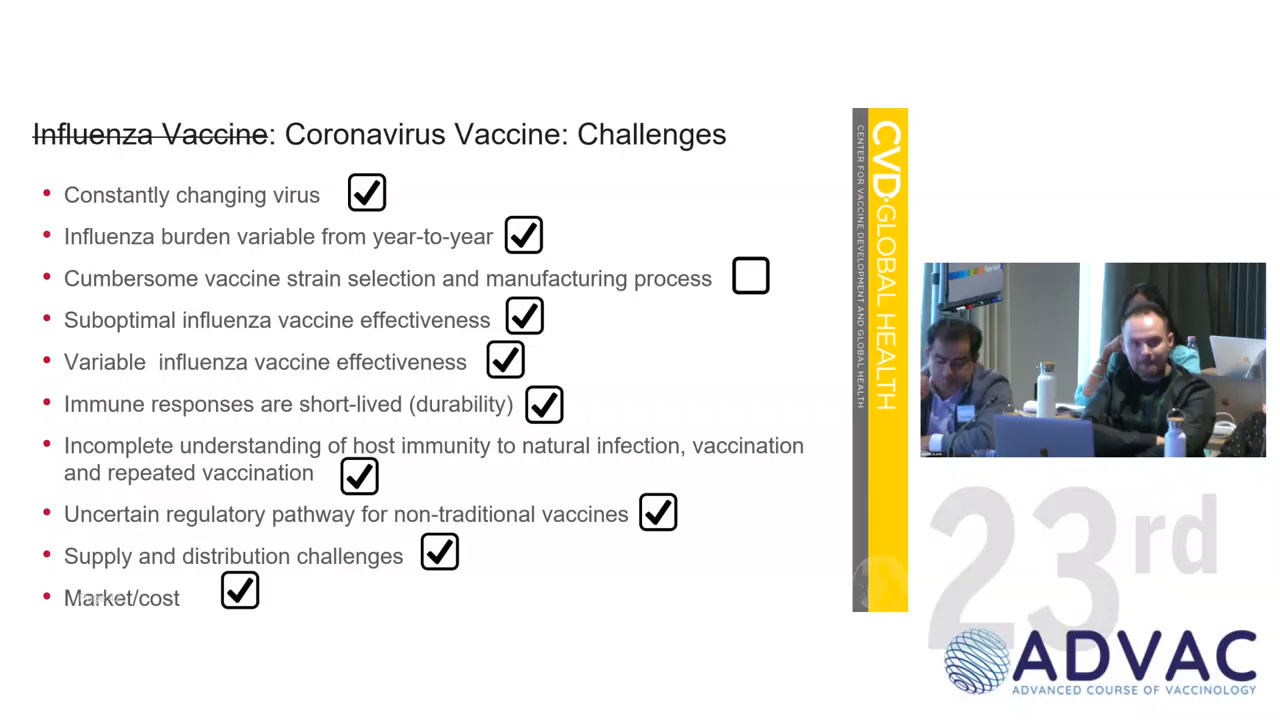 Influenza Vaccine: Coronavirus Vaccine: Challenges
• Constantly changing virus
• Influenza burden variable from year-to-year
• Cumbersome vaccine strain selection and manufacturing process
• Suboptimal influenza vaccine effectiveness
• Variable  influenza vaccine effectiveness
• Immune responses are short-lived (durability)
• Incomplete understanding of host immunity to natural infection, vaccination
and repeated vaccination
• Uncertain regulatory pathway for non-traditional vaccines
• Supply and distribution challenges
• Market/cost
CENTER FOR VACCINE DEVELOPMENT AND GLOBAL HEALTH
CVD·GLOBAL HEALTH
23rd
ADVAC
ADVANCED COURSE OF VACCINOLOGY